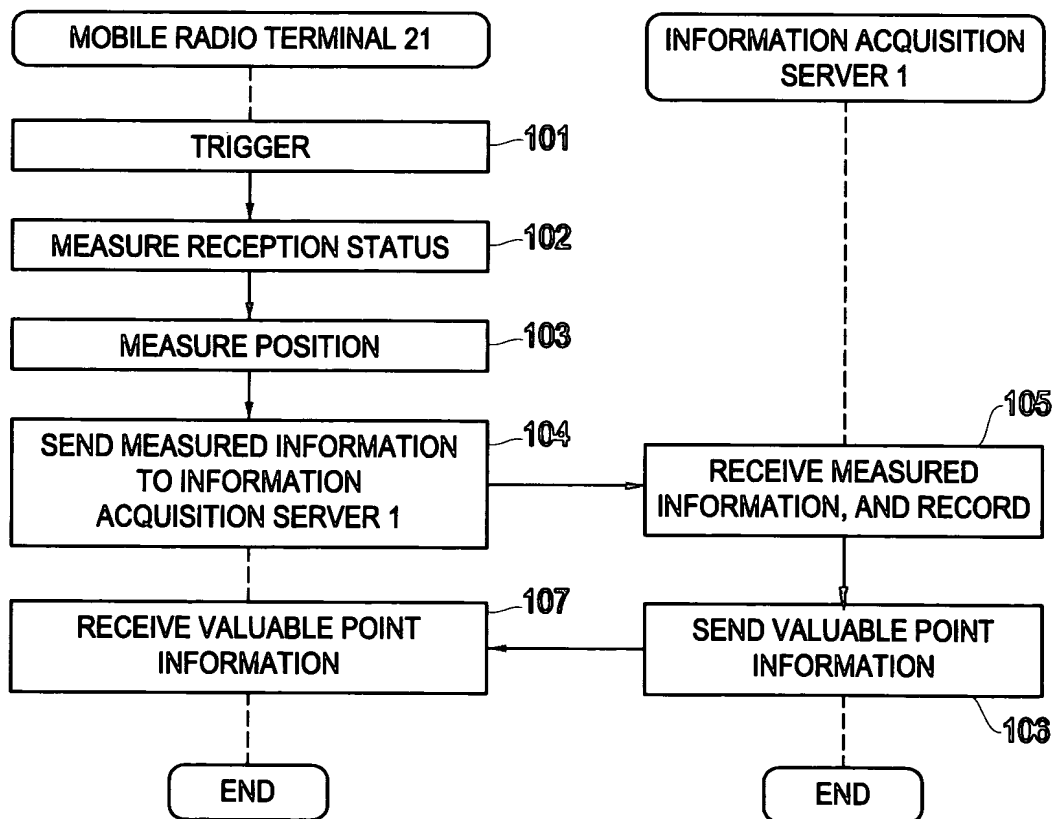 MOBILE RADIO TERMINAL 21
INFORMATION ACQUISITION
SERVER 1
TRIGGER
101
MEASURE RECEPTION STATUS
102
MEASURE POSITION
103
SEND MEASURED INFORMATION
TO INFORMATION
ACQUISITION SERVER 1
104
RECEIVE MEASURED
INFORMATION, AND RECORD
105
RECEIVE VALUABLE POINT
INFORMATION
107
SEND VALUABLE POINT
INFORMATION
106
END
END